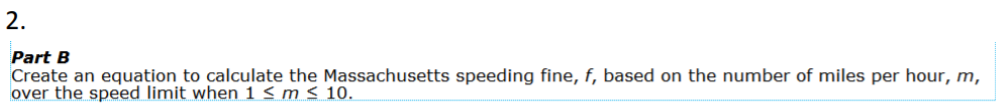 2.
Part B
Create an equation to calculate the Massachusetts speeding fine, f, based on the number of miles per hour, m,
over the speed limit when 1 ≤ m ≤ 10.